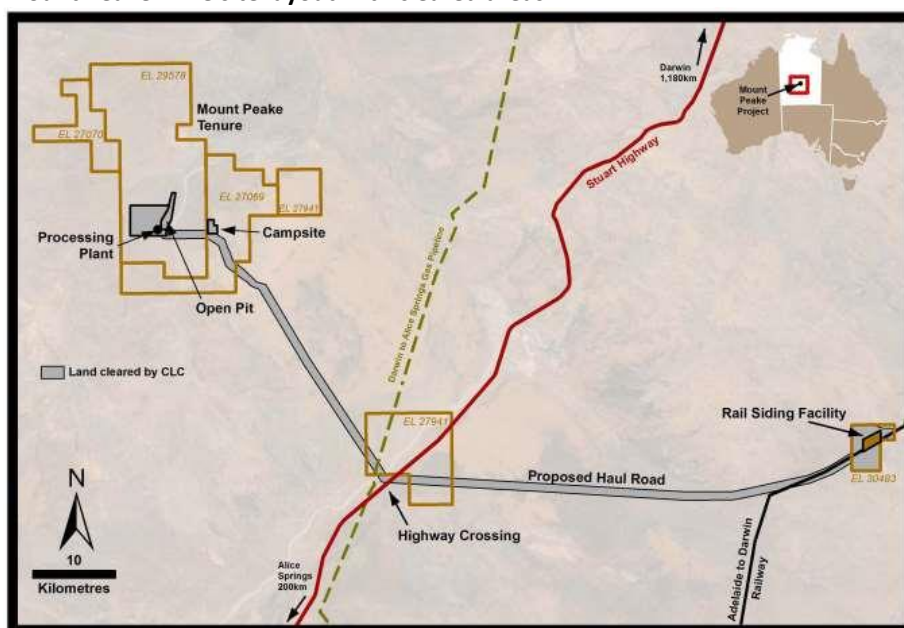 EL 29578
Mount Peake
Tenure
EL 27070
EL 27069
EL 27941
Processing
Plant
Campsite
Open Pit
Land cleared by CLC
Darwin
1,180km
Stuart Highway
Darwin to Alice Springs Gas Pipeline
Mount
Peake
Project
EL 27941
Rail Siding Facility
EL 30483
Proposed Haul Road
Highway Crossing
N
10
Kilometres
Alice
Springs
200km
Adelaide to Darwin
Railway